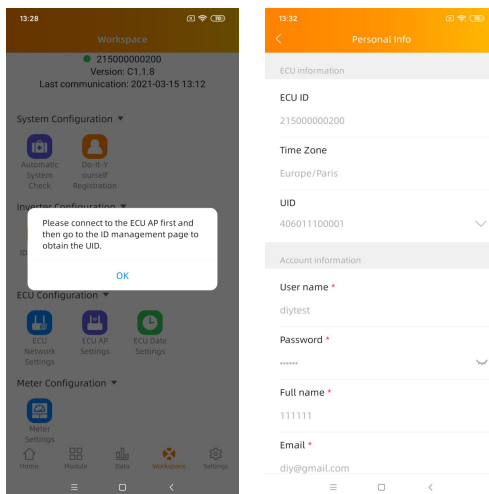 13:28
Workspace
215000000200
Version: C1.1.8
Last communication: 2021-03-15 13:12
System Configuration
Automatic
System
Check
Do-It-Y
ourself
Registration
Inverter Configuration
ID
Please connect to the ECU AP first and
then go to the ID management page to
obtain the UID.
OK
ECU Configuration
ECU
Network
Settings
ECU AP
Settings
ECU Date
Settings
Meter Configuration
Meter
Settings
Home
Module
Data
Workspace
Settings
13:32
Personal Info
ECU information
ECU ID
215000000200
Time Zone
Europe/Paris
UID
406011100001
Account information
User name *
diytest
Password *
••••••
Full name *
111111
Email *
diy@gmail.com